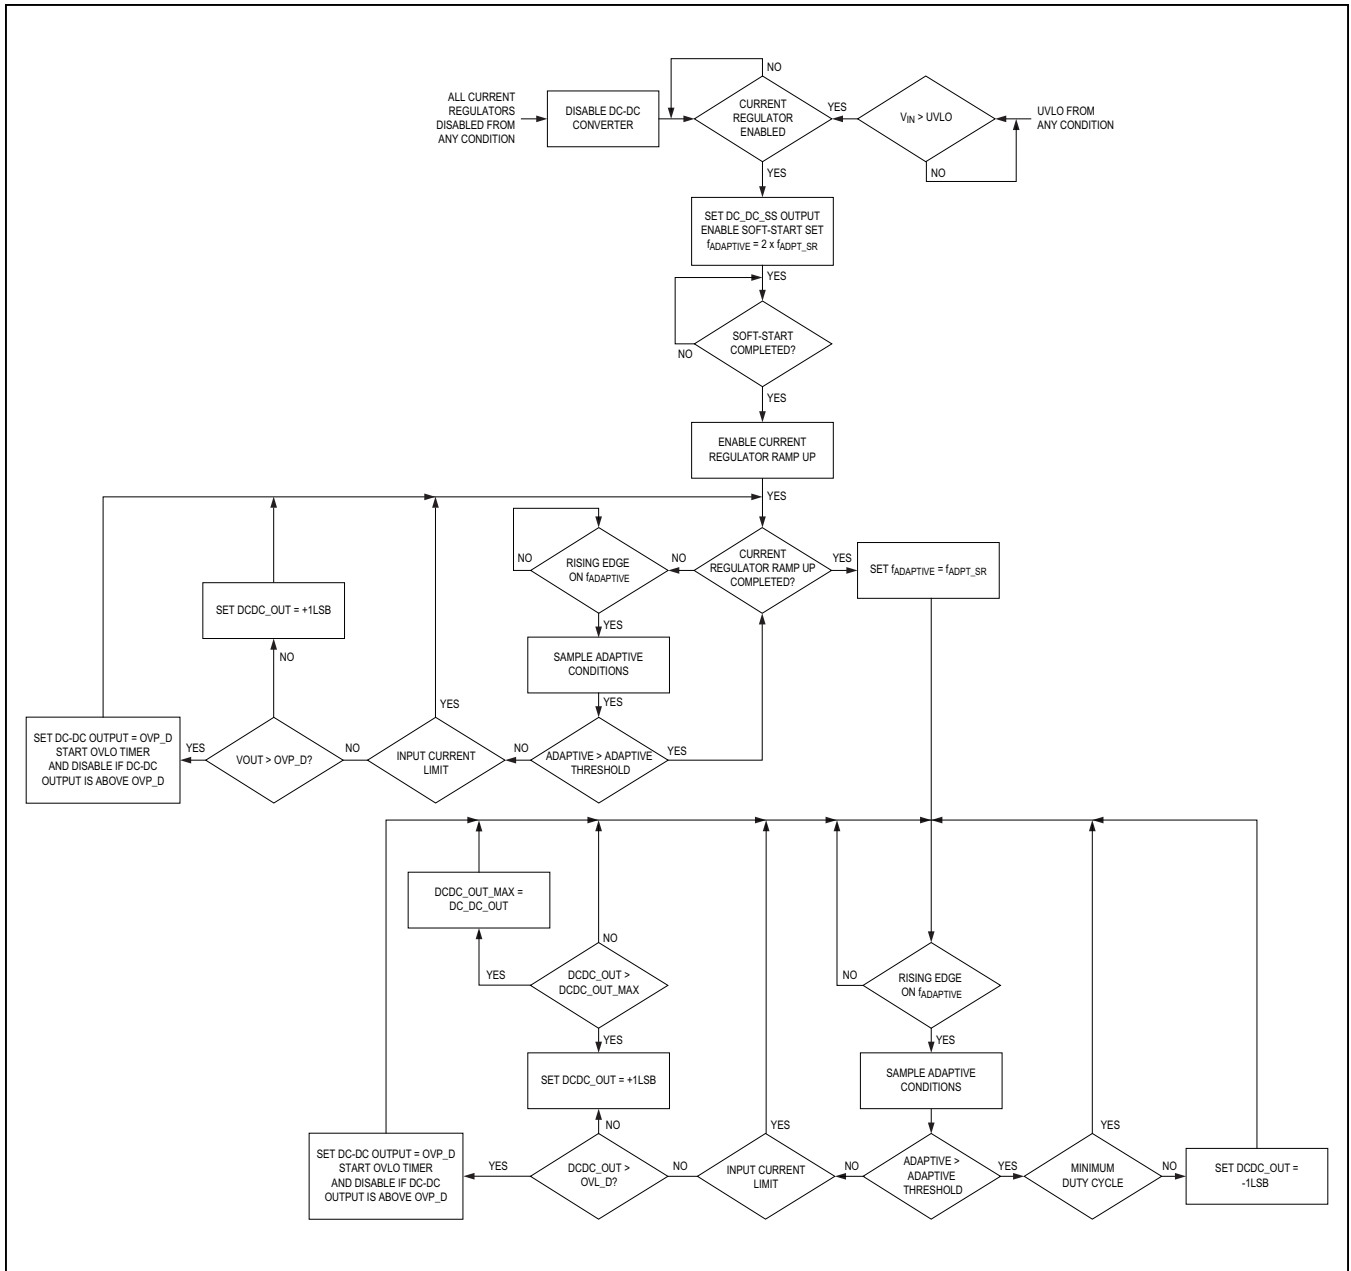 NO
ALL CURRENT
REGULATORS
DISABLED FROM
ANY CONDITION
DISABLE DC-DC
CONVERTER
CURRENT
REGULATOR
ENABLED
YES
VIN > UVLO
UVLO FROM
ANY CONDITION
NO
YES
SET DC_DC_SS OUTPUT
ENABLE SOFT-START SET
fADAPTIVE = 2 x fADPT_SR
YES
SOFT-START
COMPLETED?
NO
YES
ENABLE CURRENT
REGULATOR RAMP UP
YES
NO
RISING EDGE
ON fADAPTIVE
NO
CURRENT
REGULATOR RAMP UP
COMPLETED?
YES
SET fADAPTIVE = fADPT_SR
SET DCDC_OUT = +1LSB
YES
SAMPLE ADAPTIVE
CONDITIONS
NO
YES
YES
SET DC-DC OUTPUT = OVP_D
START OVLO TIMER
AND DISABLE IF DC-DC
OUTPUT IS ABOVE OVP_D
YES
VOUT > OVP_D?
NO
INPUT CURRENT
LIMIT
NO
ADAPTIVE > ADAPTIVE
THRESHOLD
YES
DCDC_OUT_MAX =
DC_DC_OUT
NO
YES
DCDC_OUT >
DCDC_OUT_MAX
NO
RISING EDGE
ON fADAPTIVE
YES
YES
SET DCDC_OUT = +1LSB
SAMPLE ADAPTIVE
CONDITIONS
NO
YES
YES
YES
SET DC-DC OUTPUT = OVP_D
START OVLO TIMER
AND DISABLE IF DC-DC
OUTPUT IS ABOVE OVP_D
YES
DCDC_OUT >
OVL_D?
NO
INPUT CURRENT
LIMIT
NO
ADAPTIVE >
ADAPTIVE
THRESHOLD
YES
MINIMUM
DUTY CYCLE
NO
SET DCDC_OUT =
-1LSB